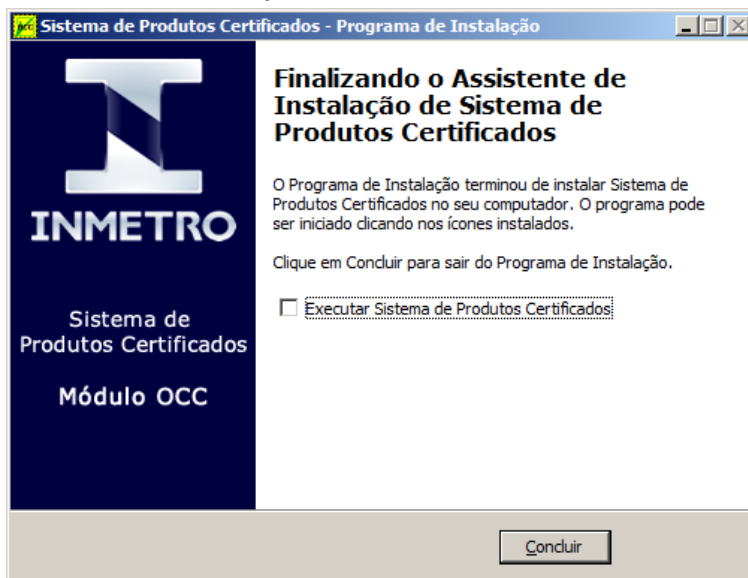 Sistema de Produtos Certificados - Programa de Instalação
Finalizando o Assistente de
Instalação de Sistema de
Produtos Certificados
O Programa de Instalação terminou de instalar Sistema de
Produtos Certificados no seu computador. O programa pode
ser iniciado clicando nos ícones instalados.
Clique em Concluir para sair do Programa de Instalação.
Executar Sistema de Produtos Certificados
INMETRO
Sistema de
Produtos Certificados
Módulo OCC
Concluir